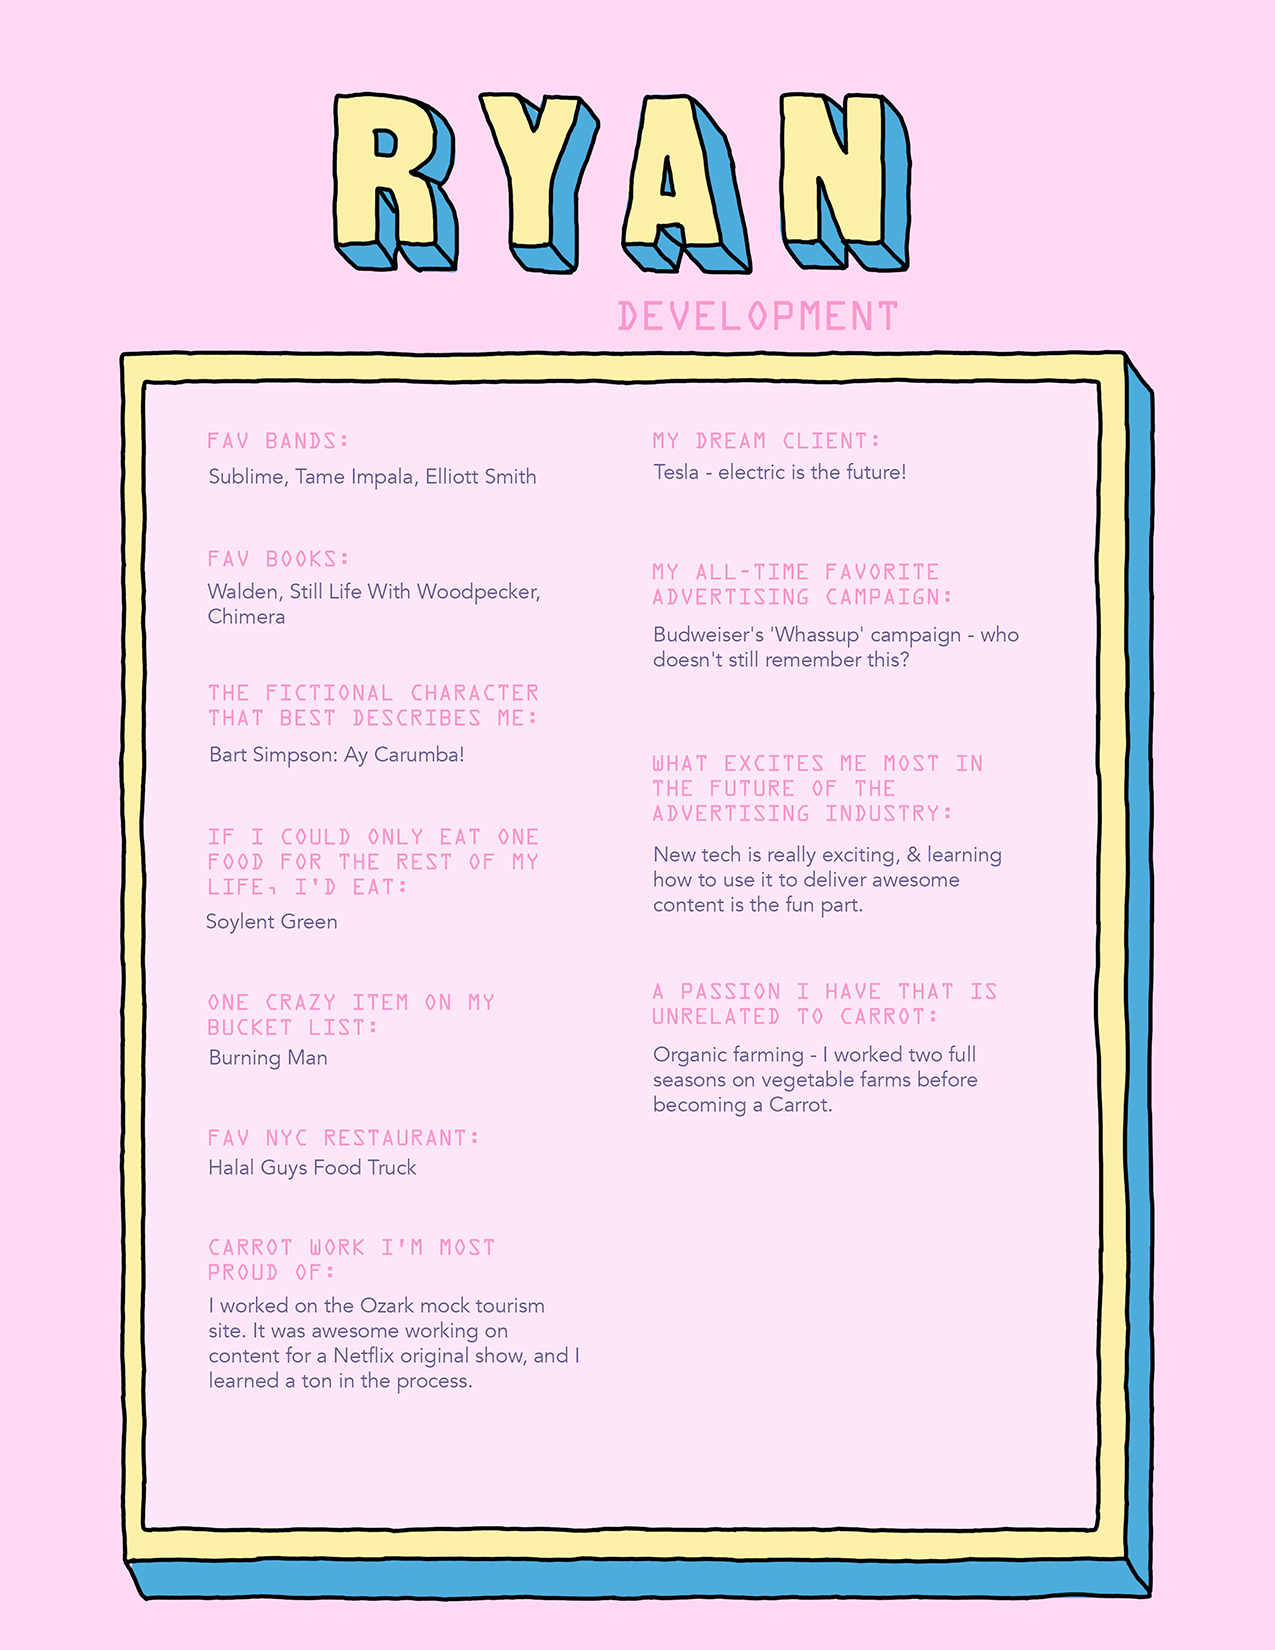 RYAN
DEVELOPMENT
FAV BANDS:
Sublime, Tame Impala, Elliott Smith
FAV BOOKS:
Walden, Still Life With Woodpecker,
Chimera
THE FICTIONAL CHARACTER
THAT BEST DESCRIBES ME:
Bart Simpson: Ay Carumba!
IF I COULD ONLY EAT ONE
FOOD FOR THE REST OF MY
LIFE, I'D EAT:
Soylent Green
ONE CRAZY ITEM ON MY
BUCKET LIST:
Burning Man
FAV NYC RESTAURANT:
Halal Guys Food Truck
CARROT WORK I'M MOST
PROUD OF:
I worked on the Ozark mock tourism
site. It was awesome working on
content for a Netflix original show, and I
learned a ton in the process.
MY DREAM CLIENT:
Tesla - electric is the future!
MY ALL-TIME FAVORITE
ADVERTISING CAMPAIGN:
Budweiser's 'Whassup' campaign - who
doesn't still remember this?
WHAT EXCITES ME MOST IN
THE FUTURE OF THE
ADVERTISING INDUSTRY:
New tech is really exciting, & learning
how to use it to deliver awesome
content is the fun part.
A PASSION I HAVE THAT IS
UNRELATED TO CARROT:
Organic farming - I worked two full
seasons on vegetable farms before
becoming a Carrot.